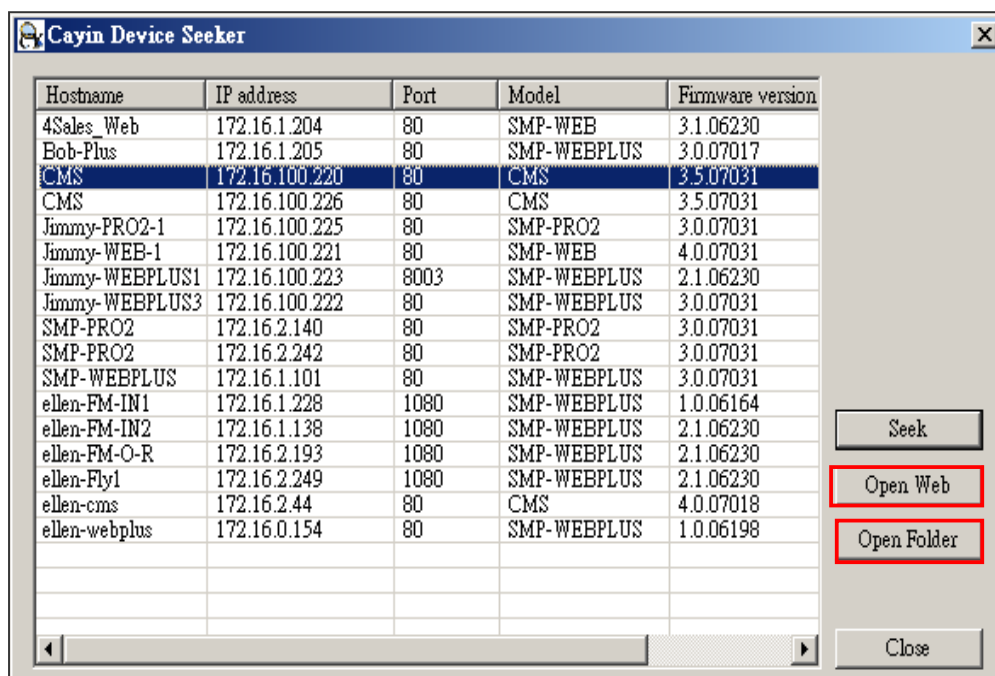 Cayin Device Seeker
Hostname IP address Port Model Firmware version
4Sales_Web 172.16.1.204 80 SMP-WEB 3.1.06230
Bob-Plus 172.16.1.205 80 SMP-WEBPLUS 3.0.07017
CMS 172.16.100.220 80 CMS 3.5.07031
CMS 172.16.100.226 80 CMS 3.5.07031
Jimmy-PRO2-1 172.16.100.225 80 SMP-PRO2 3.0.07031
Jimmy-WEB-1 172.16.100.221 80 SMP-WEB 4.0.07031
Jimmy-WEBPLUS1 172.16.100.223 8003 SMP-WEBPLUS 2.1.06230
Jimmy-WEBPLUS3 172.16.100.222 80 SMP-WEBPLUS 3.0.07031
SMP-PRO2 172.16.2.140 80 SMP-PRO2 3.0.07031
SMP-PRO2 172.16.2.242 80 SMP-PRO2 3.0.07031
SMP-WEBPLUS 172.16.1.101 80 SMP-WEBPLUS 3.0.07031
ellen-FM-IN1 172.16.1.228 1080 SMP-WEBPLUS 1.0.06164
ellen-FM-IN2 172.16.1.138 1080 SMP-WEBPLUS 2.1.06230
ellen-FM-O-R 172.16.2.193 1080 SMP-WEBPLUS 2.1.06230
ellen-Fly1 172.16.2.249 1080 SMP-WEBPLUS 2.1.06230
ellen-cms 172.16.2.44 80 CMS 4.0.07018
ellen-webplus 172.16.0.154 80 SMP-WEBPLUS 1.0.06198
Seek
Open Web
Open Folder
Close